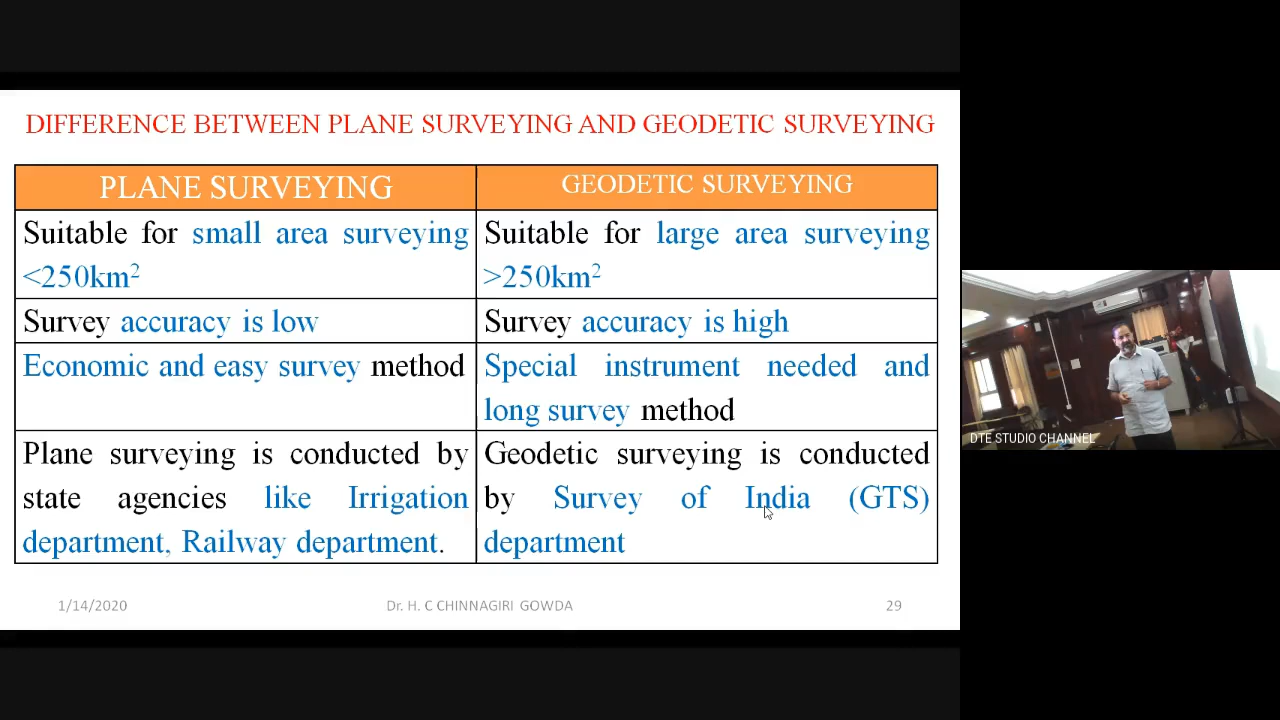 DIFFERENCE BETWEEN PLANE SURVEYING AND GEODETIC SURVEYING
PLANE SURVEYING
GEODETIC SURVEYING
Suitable for small area surveying
<250km²
Suitable for large area surveying
>250km²
Survey accuracy is low
Survey accuracy is high
Economic and easy survey method
Special instrument needed and
long survey method
Plane surveying is conducted by
state agencies like Irrigation
department, Railway department.
Geodetic surveying is conducted
by Survey of India (GTS)
department
1/14/2020
Dr. H. C CHINNAGIRI GOWDA
29
DTE STUDIO CHANNEL